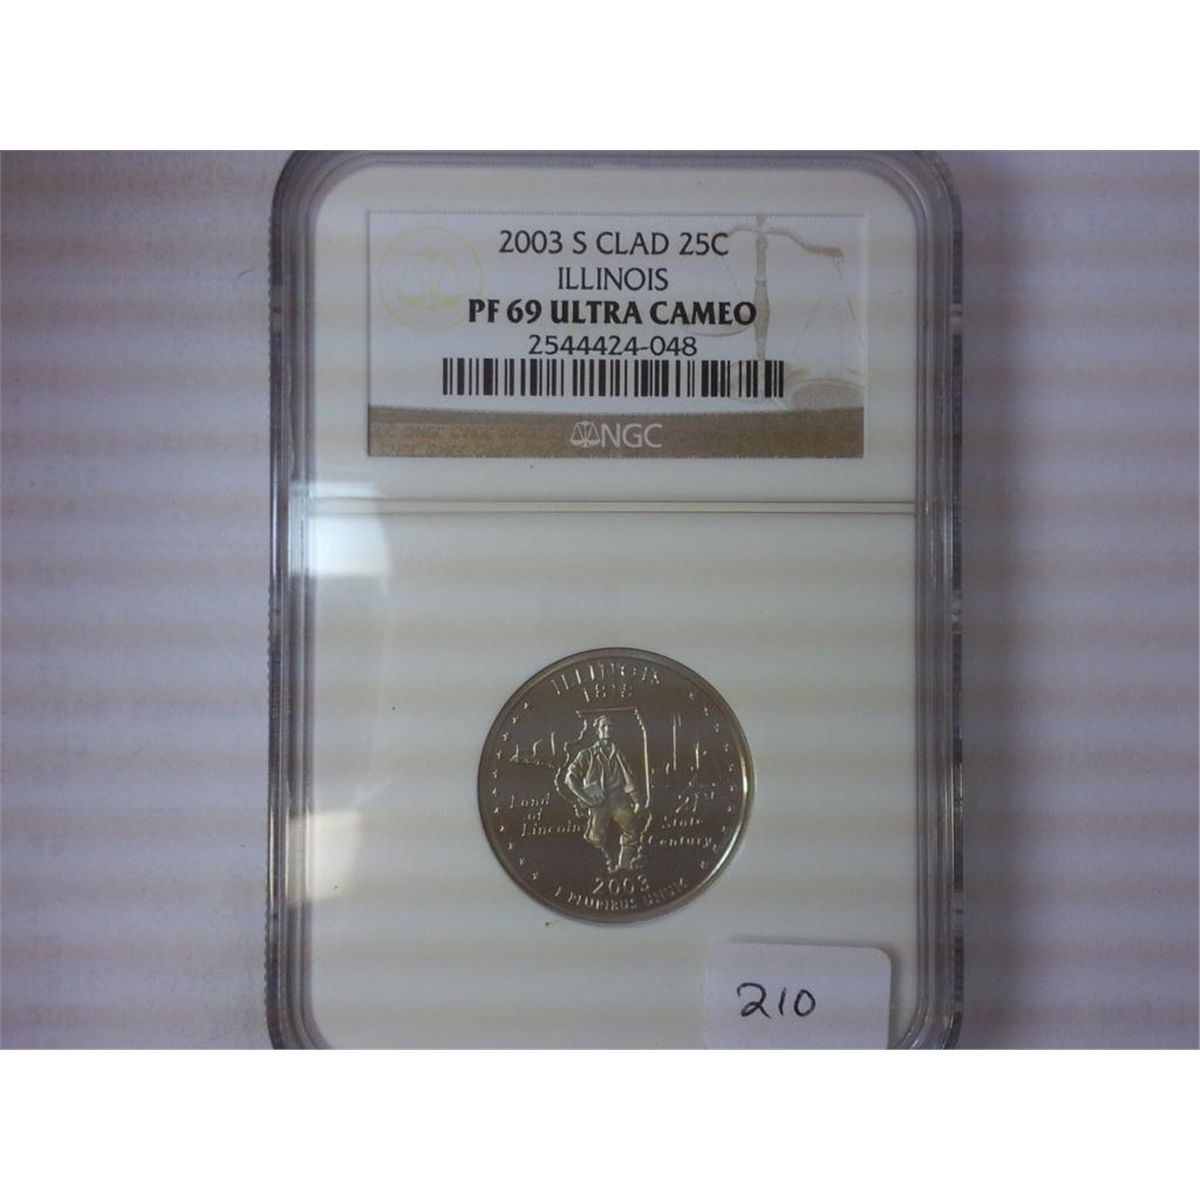 2003 S CLAD 25C
ILLINOIS
PF 69 ULTRA CAMEO
2544424-048
NGC
ILLINOIS
1818
Land
of
Lincoln
21st
State
Century
2003
E PLURIBUS UNUM
210